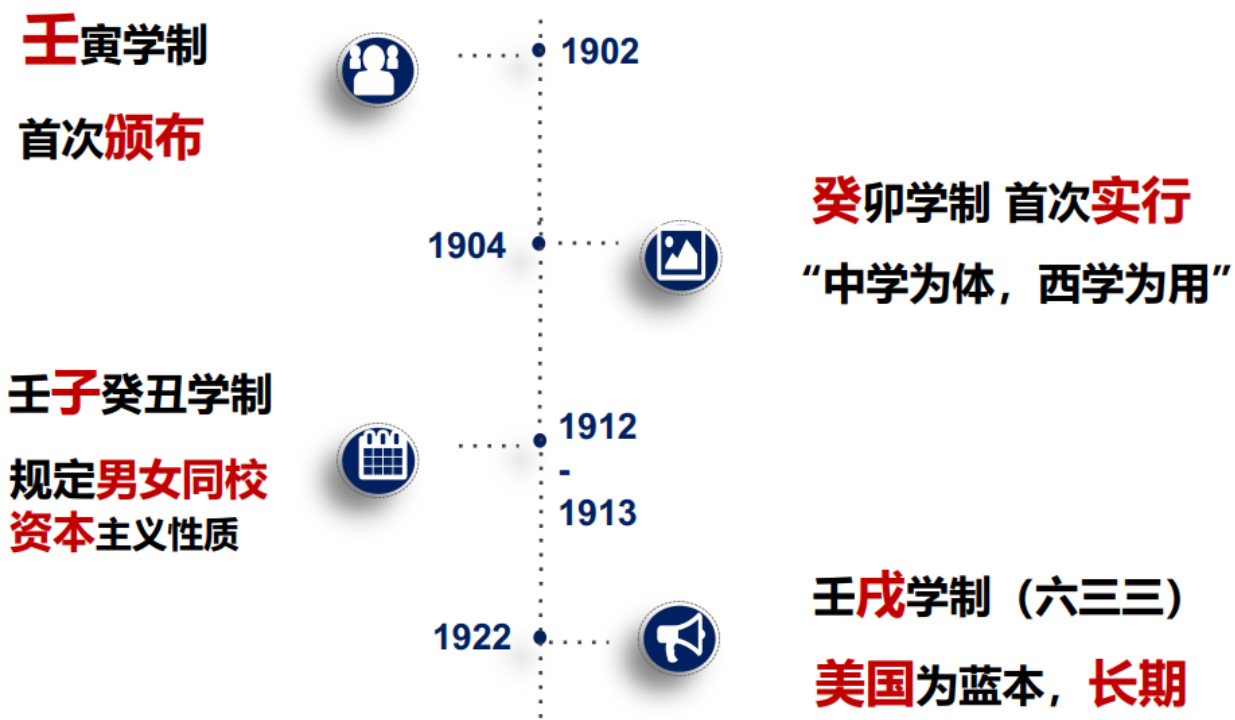 壬寅学制
1902
首次颁布
癸卯学制 首次实行
1904
“中学为体，西学为用”
壬子癸丑学制
1912
-
1913
规定男女同校
资本主义性质
壬戌学制（六三三）
1922
美国为蓝本，长期